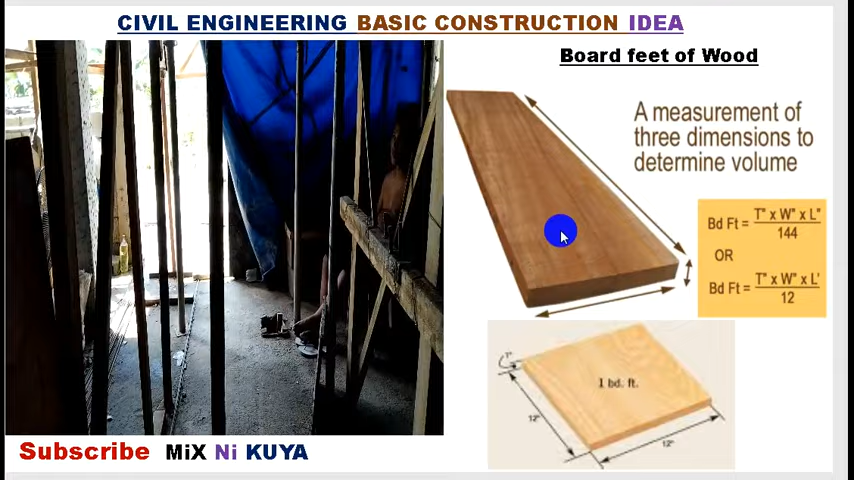 CIVIL ENGINEERING BASIC CONSTRUCTION IDEA
Board feet of Wood
A measurement of
three dimensions to
determine volume
Bd Ft = T" x W" x L"
144
OR
Bd Ft = T" x W" x L'
12
1"
1 bd. ft.
12"
12"
Subscribe MiX Ni KUYA